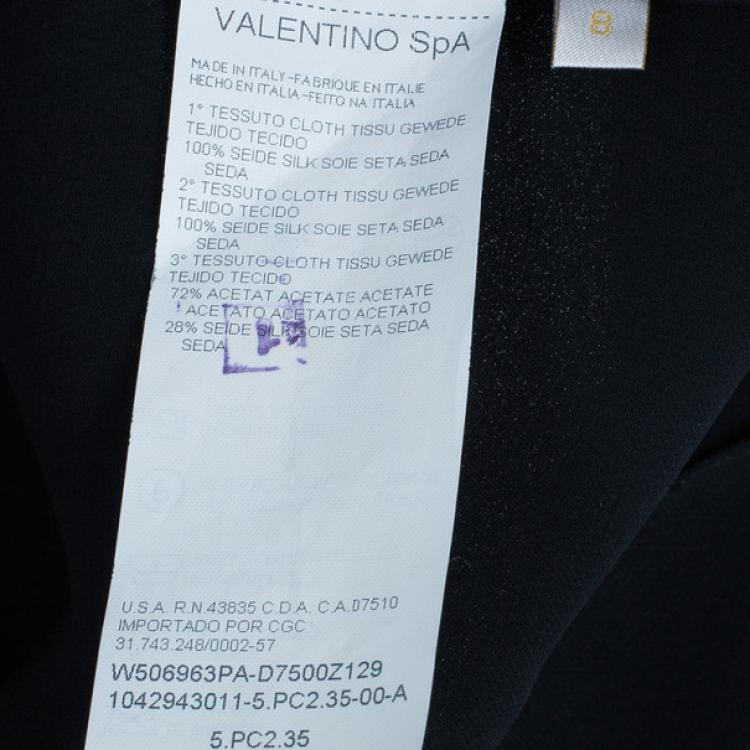 VALENTINO SpA
8
MADE IN ITALY-FABRIQUE EN ITALIE
HECHO EN ITALIA-FEITO NA ITALIA
1° TESSUTO CLOTH TISSU GEWEDE
TEJIDO TECIDO
100% SEIDE SILK SOIE SETA SEDA
SEDA
2° TESSUTO CLOTH TISSU GEWEDE
TEJIDO TECIDO
100% SEIDE SILK SOIE SETA SEDA
SEDA
3° TESSUTO CLOTH TISSU GEWEDE
TEJIDO TECIDO
72% ACETAT ACETATE ACETATE
ACETATO ACETATO ACETATO
28% SEIDE SILK SOIE SETA SEDA
SEDA
U.S.A. R.N.43835 C.D.A. C.A.D7510
IMPORTADO POR CGC
31.743.248/0002-57
W506963PA-D7500Z129
1042943011-5.PC2.35-00-A
5.PC2.35